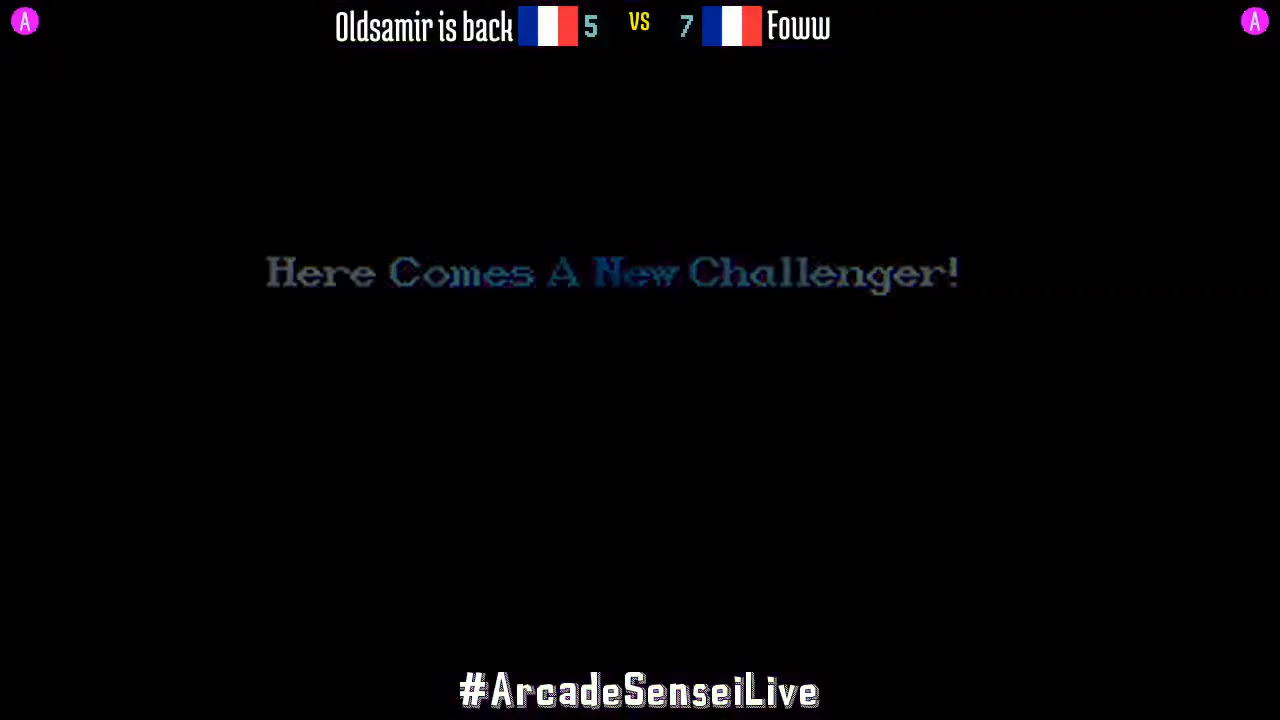 A Oldsamir is back 5 VS 7 Foww A
Here Comes A New Challenger!
#ArcadeSenseiLive